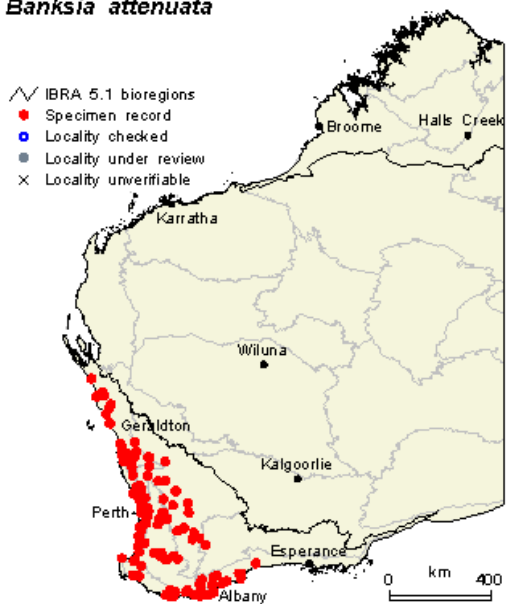 Banksia attenuata
IBRA 5.1 bioregions
Specimen record
Locality checked
Locality under review
Locality unverifiable
Broome
Halls Creek
Karratha
Wiluna
Geraldton
Kalgoorlie
Perth
Esperance
Albany
km
0 400